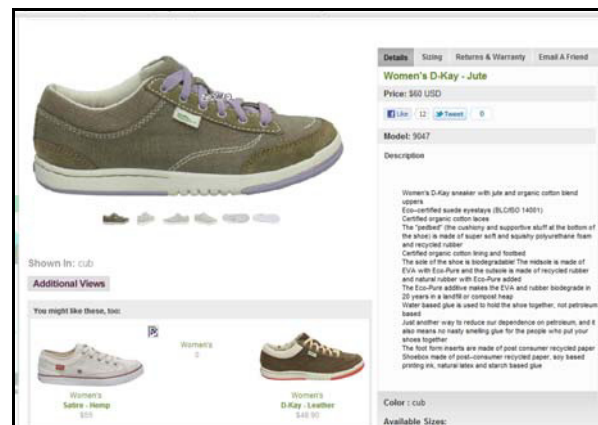 Details Sizing Returns & Warranty Email A Friend
Women's D-Kay - Jute
Price: $60 USD
Like 12 Tweet 8
Model: 9047
Description
Women's D-Kay sneaker with jute and organic cotton blend
uppers
Eco-certified suede eyestays (BLC/ISO 14001)
Certified organic cotton laces
The "pedbed" (the cushiony and supportive stuff at the bottom of
the shoe) is made of super soft and squishy polyurethane foam
and recycled rubber
Certified organic cotton lining and footbed
The sole of the shoe is biodegradable! The midsole is made of
EVA with Eco-Pure and the outsole is made of recycled rubber
and natural rubber with Eco-Pure added
The Eco-Pure additive makes the EVA and rubber biodegrade in
20 years in a landfill or compost heap
Water based glue is used to hold the shoe together, not petroleum
based
Just another way to reduce our dependence on petroleum, and it
also means no nasty smelling glue for the people who put your
shoes together
The foot form inserts are made of post consumer recycled paper
Shoebox made of post-consumer recycled paper, soy based
printing ink, natural latex and starch based glue
Color : cub
Available Sizes:
Shown In: cub
Additional Views
You might like these, too:
Women's
Satire - Hemp
$55
Women's
0
Women's
D-Kay - Leather
$48.90